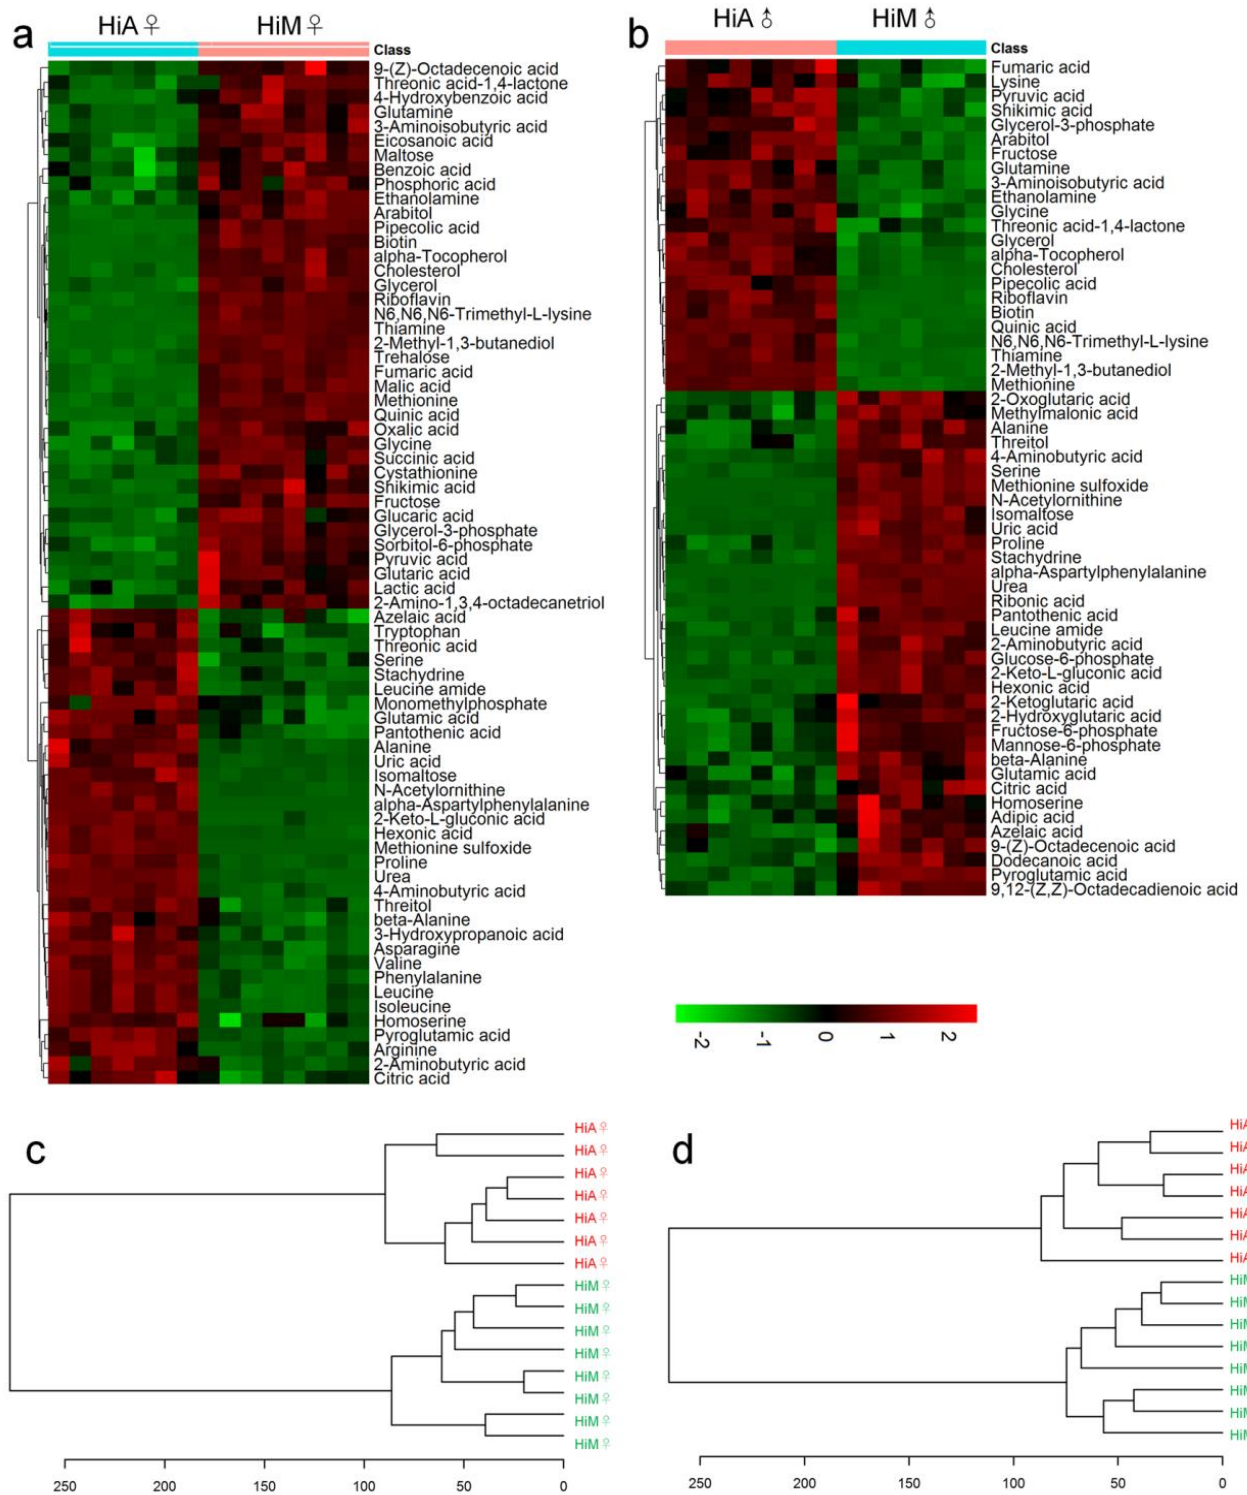 a
HiA ♀
HiM ♀
Class
9-(Z)-Octadecenoic acid
Threonic acid-1,4-lactone
4-Hydroxybenzoic acid
Glutamine
3-Aminoisobutyric acid
Eicosanoic acid
Maltose
Benzoic acid
Phosphoric acid
Ethanolamine
Arabitol
Pipecolic acid
Biotin
alpha-Tocopherol
Cholesterol
Glycerol
Riboflavin
N6,N6,N6-Trimethyl-L-lysine
Thiamine
2-Methyl-1,3-butanediol
Trehalose
Fumaric acid
Malic acid
Methionine
Quinic acid
Oxalic acid
Glycine
Succinic acid
Cystathionine
Shikimic acid
Fructose
Glucaric acid
Glycerol-3-phosphate
Sorbitol-6-phosphate
Pyruvic acid
Glutaric acid
Lactic acid
2-Amino-1,3,4-octadecanetriol
Azelaic acid
Tryptophan
Threonic acid
Serine
Stachydrine
Leucine amide
Monomethylphosphate
Glutamic acid
Pantothenic acid
Alanine
Uric acid
Isomaltose
N-Acetylornithine
alpha-Aspartylphenylalanine
2-Keto-L-gluconic acid
Hexonic acid
Methionine sulfoxide
Proline
Urea
4-Aminobutyric acid
Threitol
beta-Alanine
3-Hydroxypropanoic acid
Asparagine
Valine
Phenylalanine
Leucine
Isoleucine
Homoserine
Pyroglutamic acid
Arginine
2-Aminobutyric acid
Citric acid
b
HiA ♂
HiM ♂
Class
Fumaric acid
Lysine
Pyruvic acid
Shikimic acid
Glycerol-3-phosphate
Arabitol
Fructose
Glutamine
3-Aminoisobutyric acid
Ethanolamine
Glycine
Threonic acid-1,4-lactone
Glycerol
alpha-Tocopherol
Cholesterol
Pipecolic acid
Riboflavin
Biotin
Quinic acid
N6,N6,N6-Trimethyl-L-lysine
Thiamine
2-Methyl-1,3-butanediol
Methionine
2-Oxoglutaric acid
Methylmalonic acid
Alanine
Threitol
4-Aminobutyric acid
Serine
Methionine sulfoxide
N-Acetylornithine
Isomaltose
Uric acid
Proline
Stachydrine
alpha-Aspartylphenylalanine
Urea
Ribonic acid
Pantothenic acid
Leucine amide
2-Aminobutyric acid
Glucose-6-phosphate
2-Keto-L-gluconic acid
Hexonic acid
2-Ketoglutaric acid
2-Hydroxyglutaric acid
Fructose-6-phosphate
Mannose-6-phosphate
beta-Alanine
Glutamic acid
Citric acid
Homoserine
Adipic acid
Azelaic acid
9-(Z)-Octadecenoic acid
Dodecanoic acid
Pyroglutamic acid
9,12-(Z,Z)-Octadecadienoic acid
-2 -1 0 1 2
c
HiA ♀
HiA ♀
HiA ♀
HiA ♀
HiA ♀
HiA ♀
HiA ♀
HiM ♀
HiM ♀
HiM ♀
HiM ♀
HiM ♀
HiM ♀
HiM ♀
HiM ♀
250 200 150 100 50 0
d
HiA
HiA
HiA
HiA
HiA
HiA
HiA
250 200 150 100 50 0